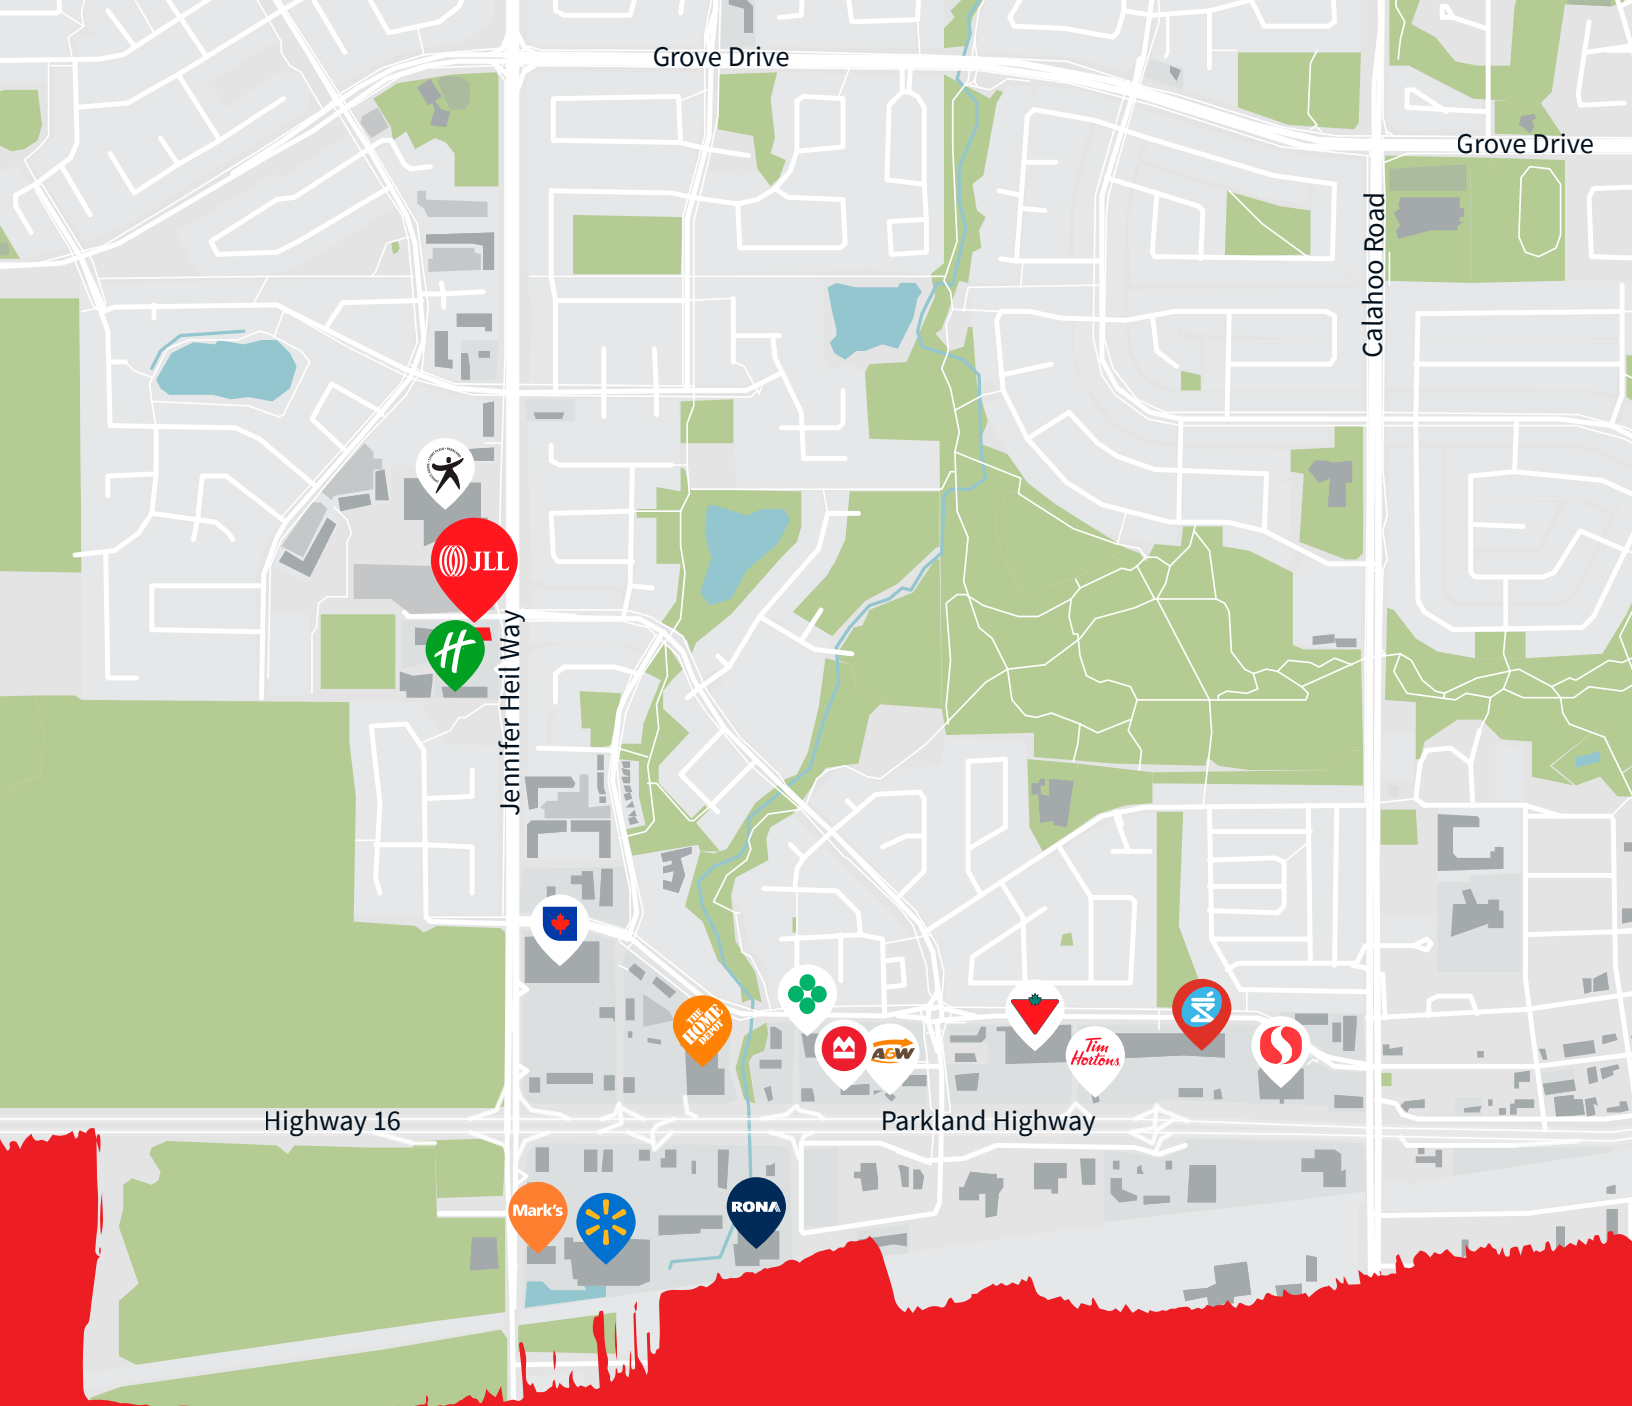 Grove Drive
Grove Drive
Calahoo Road
JLL
Jennifer Heil Way
THE
HOME
DEPOT
A&W
Tim
Hortons
Highway 16
Parkland Highway
Mark's
RONA